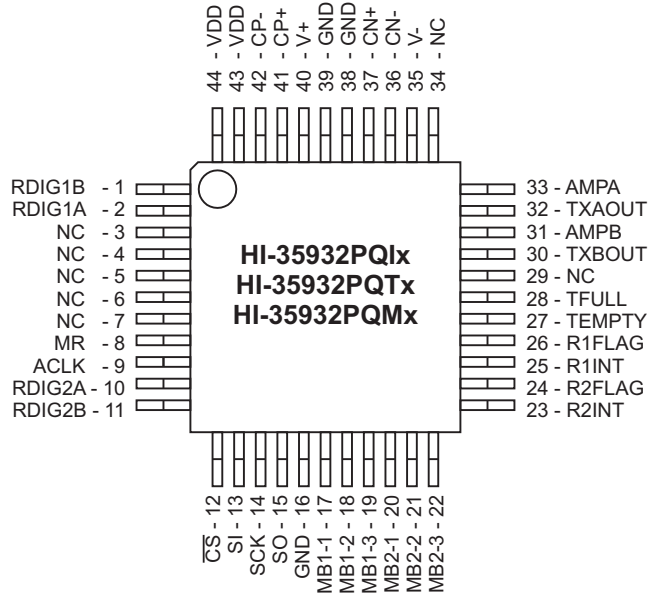 44 - VDD
43 - VDD
42 - CP-
41 - CP+
40 - V+
39 - GND
38 - GND
37 - CN+
36 - CN-
35 - V-
34 - NC
RDIG1B - 1
RDIG1A - 2
NC - 3
NC - 4
NC - 5
NC - 6
NC - 7
MR - 8
ACLK - 9
RDIG2A - 10
RDIG2B - 11
HI-35932PQIx
HI-35932PQTx
HI-35932PQMx
33 - AMPA
32 - TXAOUT
31 - AMPB
30 - TXBOUT
29 - NC
28 - TFULL
27 - TEMPTY
26 - R1FLAG
25 - R1INT
24 - R2FLAG
23 - R2INT
C̅S̅ - 12
SI - 13
SCK - 14
SO - 15
GND - 16
MB1-1 - 17
MB1-2 - 18
MB1-3 - 19
MB2-1 - 20
MB2-2 - 21
MB2-3 - 22